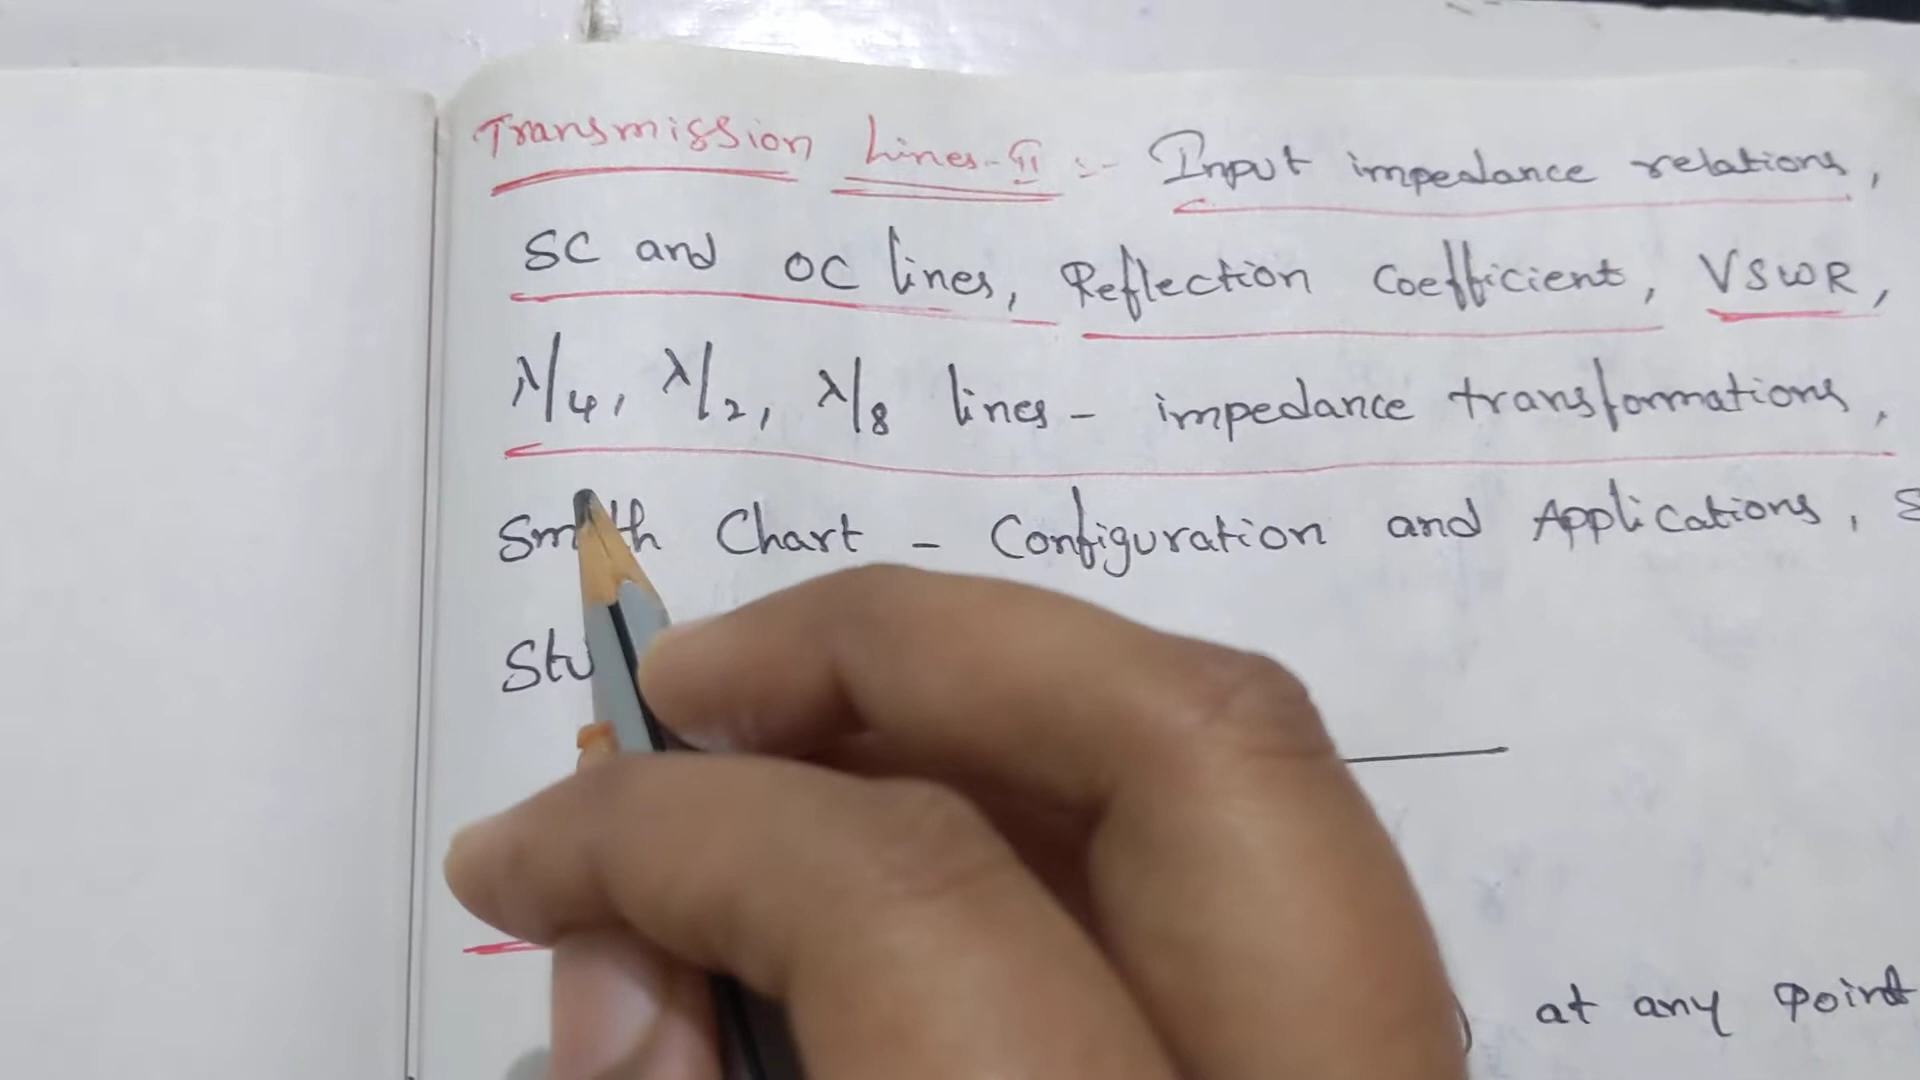 Transmission Lines-II :- Input impedance relations,
SC and OC lines, Reflection Coefficient, VSWR,
λ/4, λ/2, λ/8 lines - impedance transformations,
Smith Chart - Configuration and Applications,
at any point